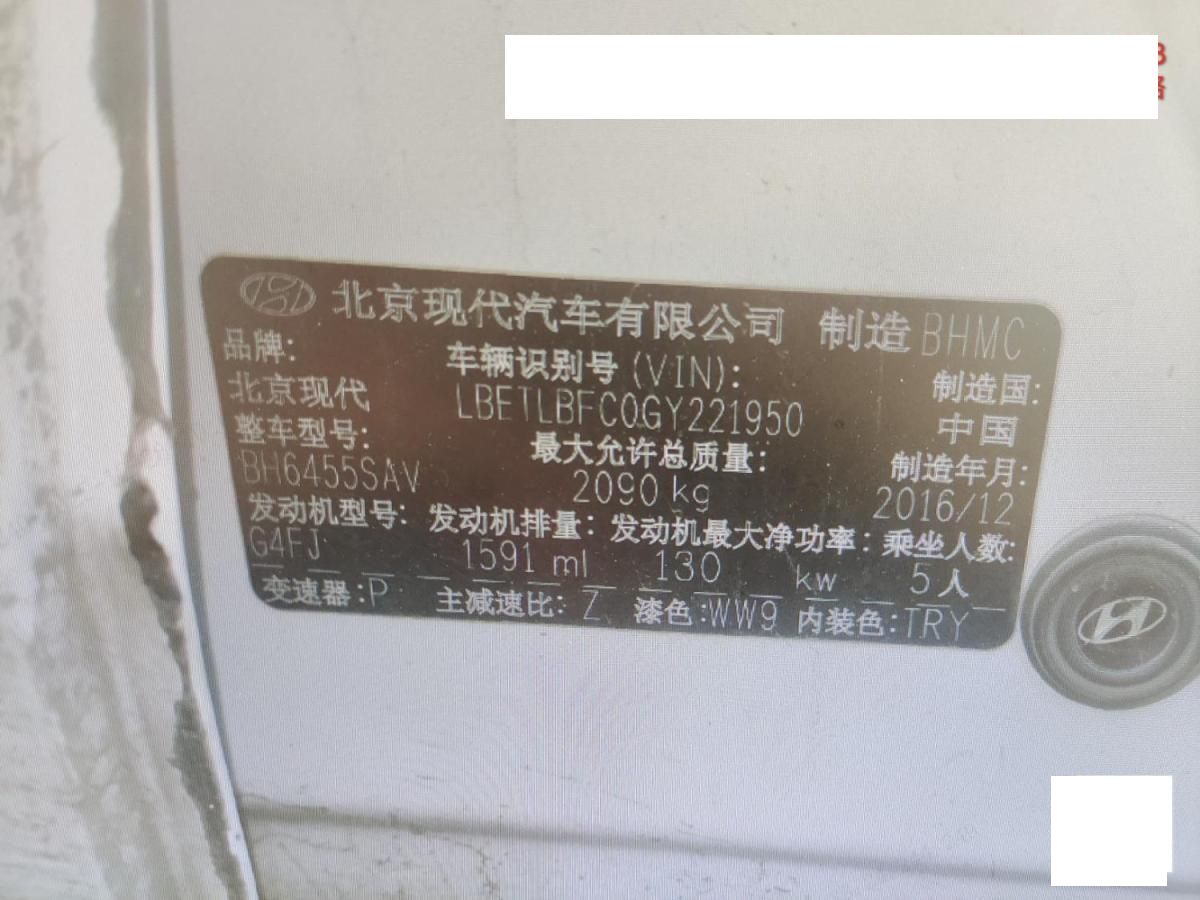 北京现代汽车有限公司 制造 BHMC
品牌: 车辆识别号(VIN): 制造国:
北京现代 LBETLBFC0GY221950 中国
整车型号: 最大允许总质量: 制造年月:
BH6455SAV 2090 kg 2016/12
发动机型号: 发动机排量: 发动机最大净功率: 乘坐人数:
G4FJ 1591 ml 130 kw 5人
变速器:P 主减速比: Z 漆色:WW9 内装色:TRY